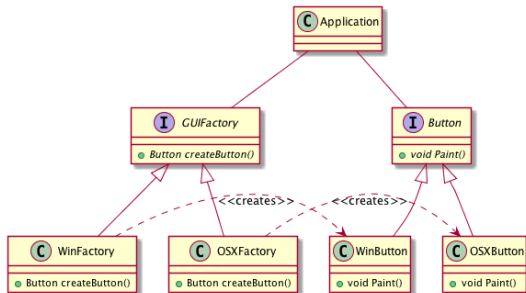 C Application
I GUIFactory
Button createButton()
I Button
void Paint()
<<creates>>
<<creates>>
C WinFactory
Button createButton()
C OSXFactory
Button createButton()
C WinButton
void Paint()
C OSXButton
void Paint()